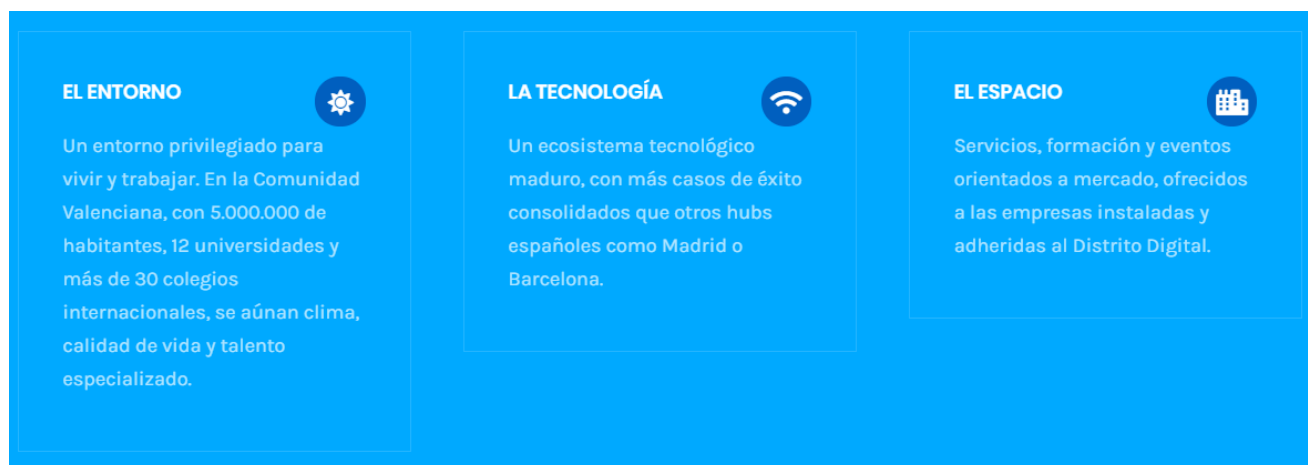 EL ENTORNO
Un entorno privilegiado para
vivir y trabajar. En la Comunidad
Valenciana, con 5.000.000 de
habitantes, 12 universidades y
más de 30 colegios
internacionales, se aúnan clima,
calidad de vida y talento
especializado.
LA TECNOLOGÍA
Un ecosistema tecnológico
maduro, con más casos de éxito
consolidados que otros hubs
españoles como Madrid o
Barcelona.
EL ESPACIO
Servicios, formación y eventos
orientados a mercado, ofrecidos
a las empresas instaladas y
adheridas al Distrito Digital.